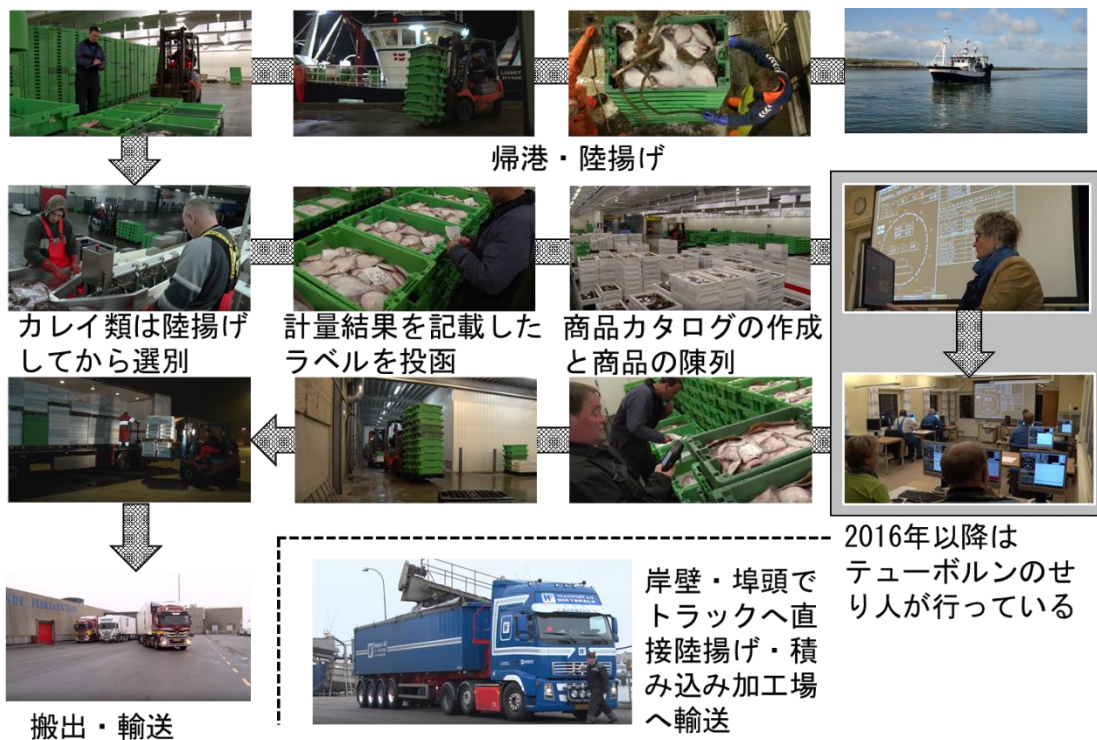 帰港・陸揚げ
カレイ類は陸揚げ
してから選別
計量結果を記載した
ラベルを投函
商品カタログの作成
と商品の陳列
2016年以降は
テューボルンのせ
り人が行っている
岸壁・埠頭で
トラックへ直
接陸揚げ・積
み込み加工場
へ輸送
搬出・輸送